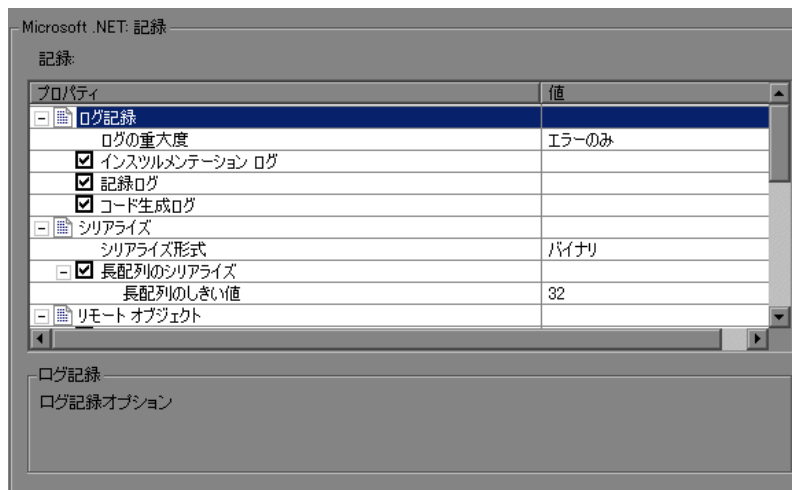 Microsoft .NET: 記録
記録:
プロパティ 値
ログ記録
ログの重大度 エラーのみ
インスツルメンテーション ログ
記録ログ
コード生成ログ
シリアライズ
シリアライズ形式 バイナリ
長配列のシリアライズ
長配列のしきい値 32
リモート オブジェクト
ログ記録
ログ記録オプション